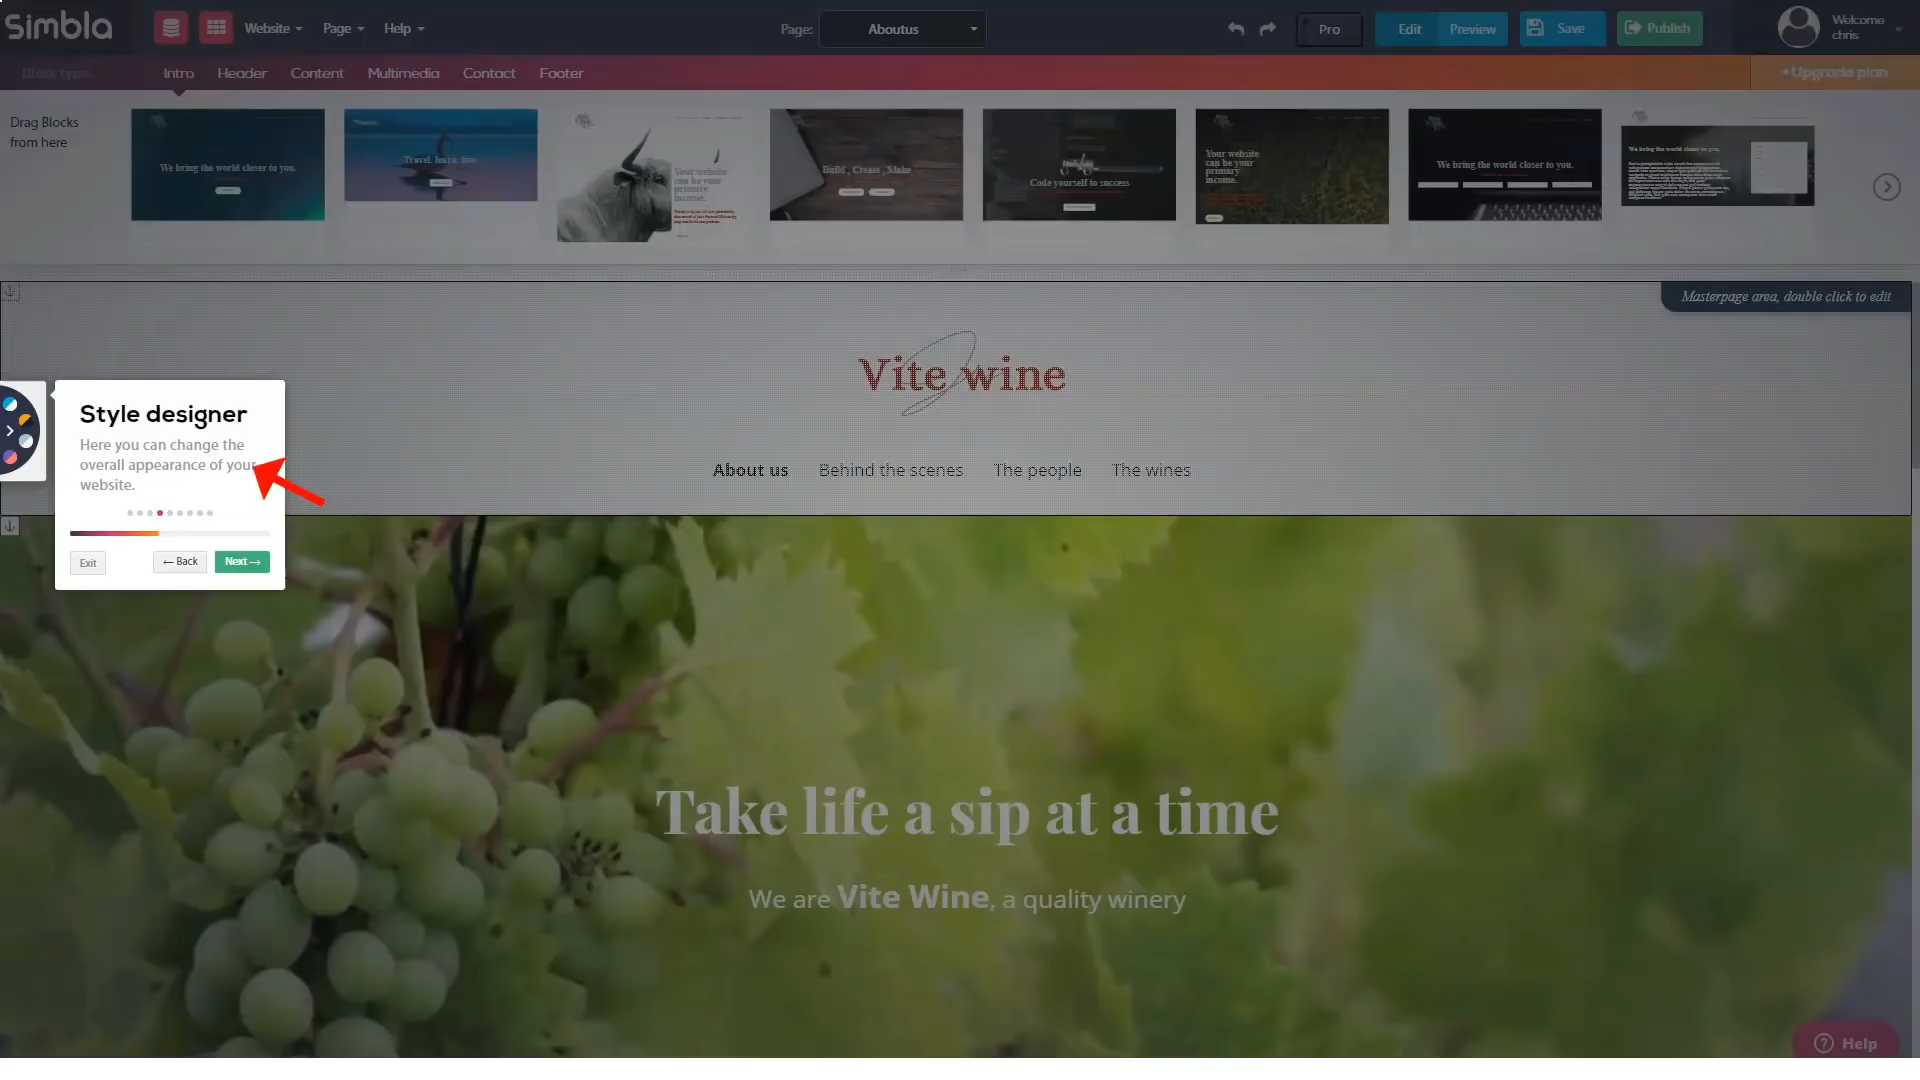 Simbla
Website
Page
Help
Page:
Aboutus
Pro
Edit
Preview
Save
Publish
Welcome
chris
Block type
Intro
Header
Content
Multimedia
Contact
Footer
+Upgrade plan
Drag Blocks
from here
We bring the world closer to you.
Travel. learn. live.
Your website
can be your
primary
income.
Build , Create , Make
Code yourself to success
Your website
can be your
primary
income.
We bring the world closer to you.
We bring the world closer to you.
Masterpage area, double click to edit
Vite wine
About us
Behind the scenes
The people
The wines
Style designer
Here you can change the
overall appearance of your
website.
Exit
← Back
Next →
Take life a sip at a time
We are Vite Wine, a quality winery
Help